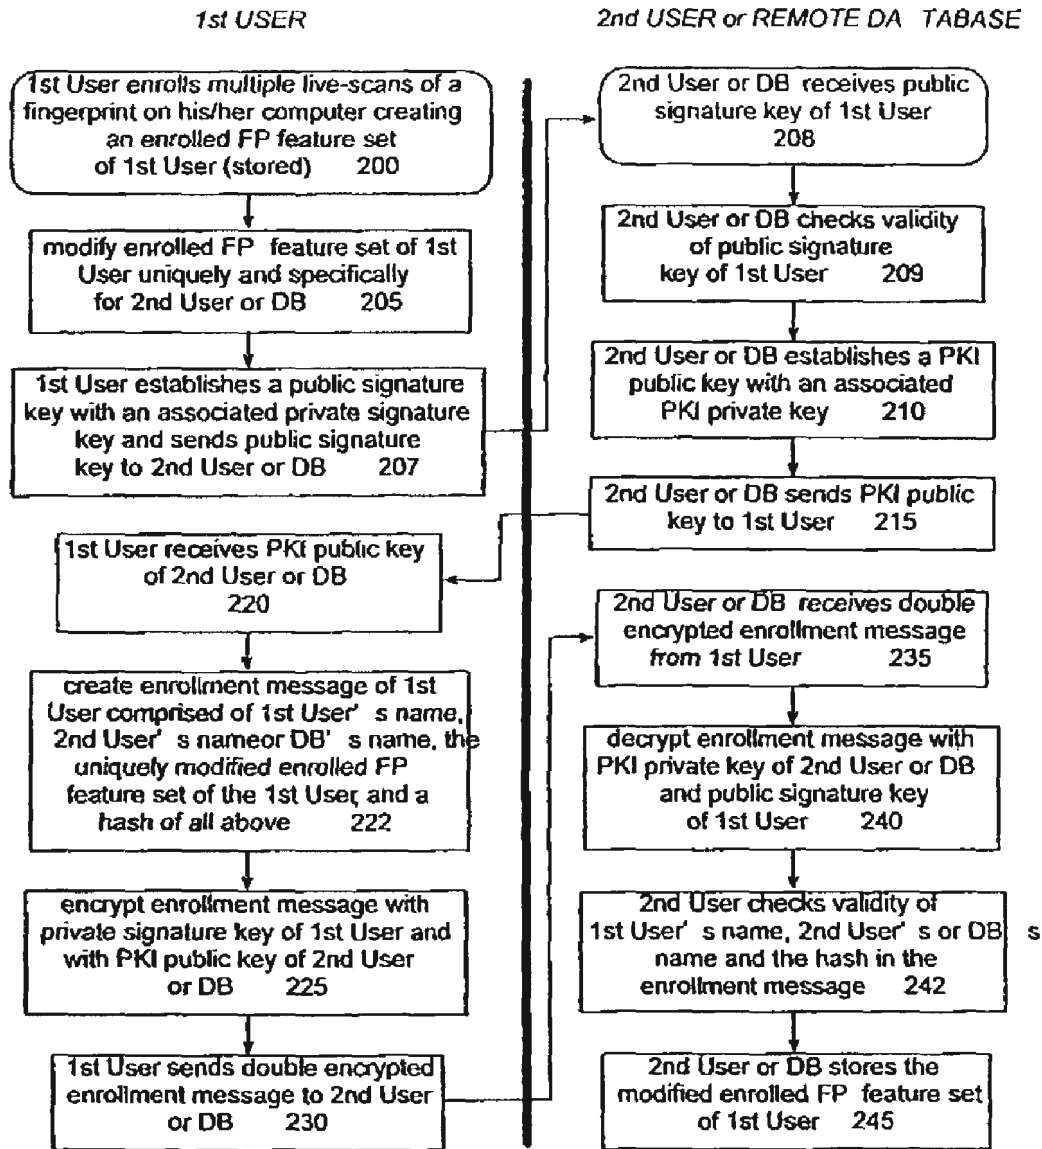 1st USER
1st User enrolls multiple live-scans of a
fingerprint on his/her computer creating
an enrolled FP feature set
of 1st User (stored) 200
modify enrolled FP feature set of 1st
User uniquely and specifically
for 2nd User or DB 205
1st User establishes a public signature
key with an associated private signature
key and sends public signature
key to 2nd User or DB 207
1st User receives PKI public key
of 2nd User or DB
220
create enrollment message of 1st
User comprised of 1st User' s name,
2nd User' s nameor DB' s name, the
uniquely modified enrolled FP
feature set of the 1st User, and a
hash of all above 222
encrypt enrollment message with
private signature key of 1st User and
with PKI public key of 2nd User
or DB 225
1st User sends double encrypted
enrollment message to 2nd User
or DB 230
2nd USER or REMOTE DA TABASE
2nd User or DB receives public
signature key of 1st User
208
2nd User or DB checks validity
of public signature
key of 1st User 209
2nd User or DB establishes a PKI
public key with an associated
PKI private key 210
2nd User or DB sends PKI public
key to 1st User 215
2nd User or DB receives double
encrypted enrollment message
from 1st User 235
decrypt enrollment message with
PKI private key of 2nd User or DB
and public signature key
of 1st User 240
2nd User checks validity of
1st User' s name, 2nd User' s or DB s
name and the hash in the
enrollment message 242
2nd User or DB stores the
modified enrolled FP feature set
of 1st User 245